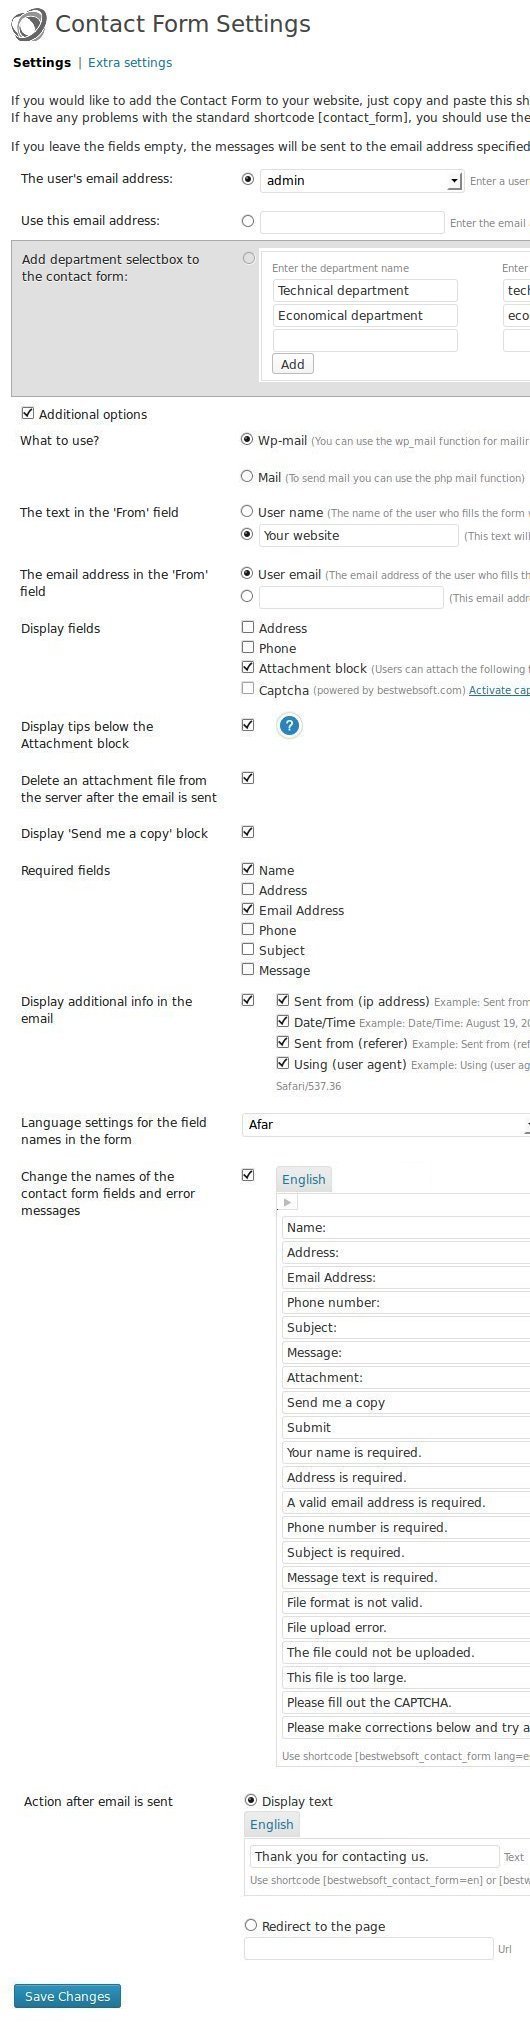 Contact Form Settings
Settings | Extra settings
If you would like to add the Contact Form to your website, just copy and paste this
If have any problems with the standard shortcode [contact_form], you should use the
If you leave the fields empty, the messages will be sent to the email address specified
The user's email address:
admin
Enter a user
Use this email address:
Enter the email
Add department selectbox to
the contact form:
Enter the department name
Enter
Technical department
tech
Economical department
eco
Add
Additional options
What to use?
Wp-mail (You can use the wp_mail function for
Mail (To send mail you can use the php mail function)
The text in the 'From' field
User name (The name of the user who fills the form
Your website
(This text will
The email address in the 'From'
field
User email (The email address of the user who fills
(This email
Display fields
Address
Phone
Attachment block (Users can attach the following
Captcha (powered by bestwebsoft.com) Activate
Display tips below the
Attachment block
?
Delete an attachment file from
the server after the email is sent
Display 'Send me a copy' block
Required fields
Name
Address
Email Address
Phone
Subject
Message
Display additional info in the
email
Sent from (ip address) Example: Sent from
Date/Time Example: Date/Time: August 19,
Sent from (referer) Example: Sent from
Using (user agent) Example: Using (user
Safari/537.36
Language settings for the field
names in the form
Afar
Change the names of the
contact form fields and error
messages
English
Name:
Address:
Email Address:
Phone number:
Subject:
Message:
Attachment:
Send me a copy
Submit
Your name is required.
Address is required.
A valid email address is required.
Phone number is required.
Subject is required.
Message text is required.
File format is not valid.
File upload error.
The file could not be uploaded.
This file is too large.
Please fill out the CAPTCHA.
Please make corrections below and try
Use shortcode [bestwebsoft_contact_form
Action after email is sent
Display text
English
Thank you for contacting us.
Text
Use shortcode [bestwebsoft_contact_form=en] or
Redirect to the page
Url
Save Changes